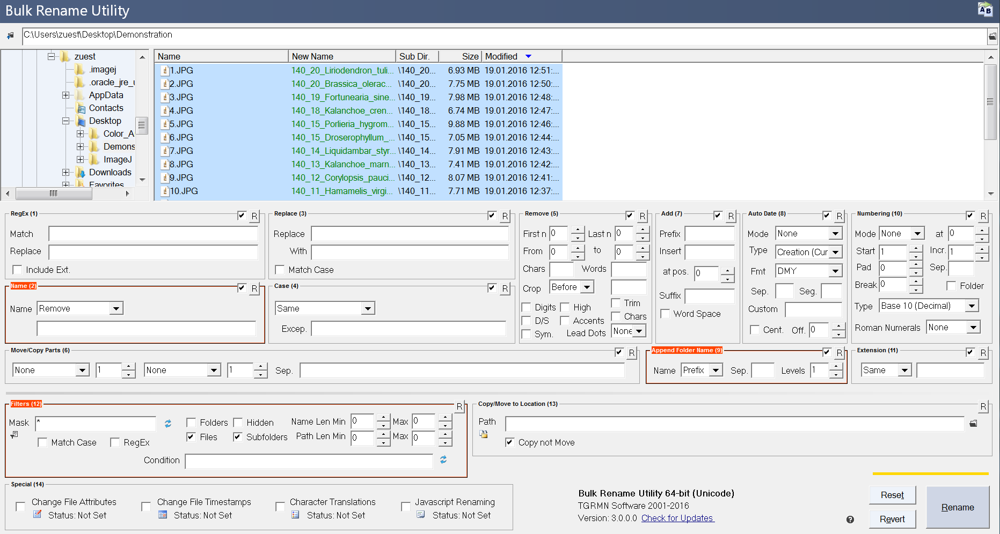 Bulk Rename Utility
C:\Users\zuest\Desktop\Demonstration
zuest
.imagej
.oracle_jre_u
AppData
Contacts
Desktop
Color_A
Demons
ImageJ
Downloads
Favorites
Name New Name Sub Dir. Size Modified
1.JPG 140_20_Liriodendron_tuli... \140_20... 6.93 MB 19.01.2016 12:51:...
2.JPG 140_20_Brassica_olerac... \140_20... 7.75 MB 19.01.2016 12:50:...
3.JPG 140_19_Fortunearia_sine... \140_19... 7.98 MB 19.01.2016 12:48:...
4.JPG 140_18_Kalanchoe_cren... \140_18... 6.74 MB 19.01.2016 12:47:...
5.JPG 140_15_Porlieria_hygrom... \140_15... 9.88 MB 19.01.2016 12:46:...
6.JPG 140_15_Droserophyllum_... \140_15... 7.05 MB 19.01.2016 12:44:...
7.JPG 140_14_Liquidambar_styr... \140_14... 7.91 MB 19.01.2016 12:43:...
8.JPG 140_13_Kalanchoe_marn... \140_13... 7.41 MB 19.01.2016 12:42:...
9.JPG 140_12_Corylopsis_pauci... \140_12... 8.07 MB 19.01.2016 12:41:...
10.JPG 140_11_Hamamelis_virgi... \140_11... 7.71 MB 19.01.2016 12:37:...
RegEx (1) R
Match
Replace
Include Ext.
Replace (3) R
Replace
With
Match Case
Name (2) R
Name Remove
Case (4) R
Same
Excep.
Remove (5) R
First n 0 Last n 0
From 0 to 0
Chars Words
Crop Before
Digits High Trim
D/S Accents Chars
Sym. Lead Dots None
Add (7) R
Prefix
Insert
at pos. 0
Suffix
Word Space
Auto Date (8) R
Mode None
Type Creation (Cur
Fmt DMY
Sep. Seg.
Custom
Cent. Off. 0
Numbering (10) R
Mode None at 0
Start 1 Incr. 1
Pad 0 Sep.
Break 0 Folder
Type Base 10 (Decimal)
Roman Numerals None
Move/Copy Parts (6) R
None 1 None 1 Sep.
Append Folder Name (9) R
Name Prefix Sep. Levels 1
Extension (11) R
Same
Filters (12) R
Mask * Folders Hidden Name Len Min 0 Max 0
Files Subfolders Path Len Min 0 Max 0
Match Case RegEx
Condition
Copy/Move to Location (13) R
Path
Copy not Move
Special (14)
Change File Attributes Change File Timestamps Character Translations Javascript Renaming
Status: Not Set Status: Not Set Status: Not Set Status: Not Set
Bulk Rename Utility 64-bit (Unicode)
TGRMN Software 2001-2016
Version: 3.0.0.0 Check for Updates
Reset
Revert
Rename